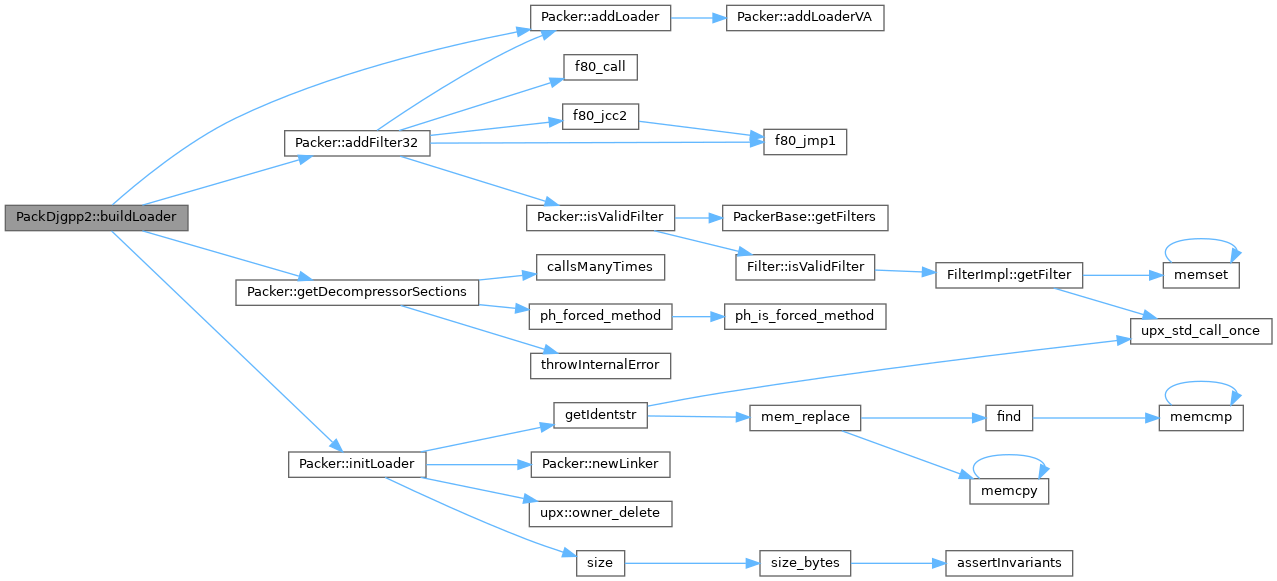 Packer::addLoader
Packer::addLoaderVA
f80_call
f80_jcc2
Packer::addFilter32
f80_jmp1
PackDjgpp2::buildLoader
Packer::isValidFilter
PackerBase::getFilters
callsManyTimes
Filter::isValidFilter
FilterImpl::getFilter
memset
Packer::getDecompressorSections
ph_forced_method
ph_is_forced_method
upx_std_call_once
throwInternalError
getIdentstr
mem_replace
find
memcmp
Packer::initLoader
Packer::newLinker
memcpy
upx::owner_delete
size
size_bytes
assertInvariants